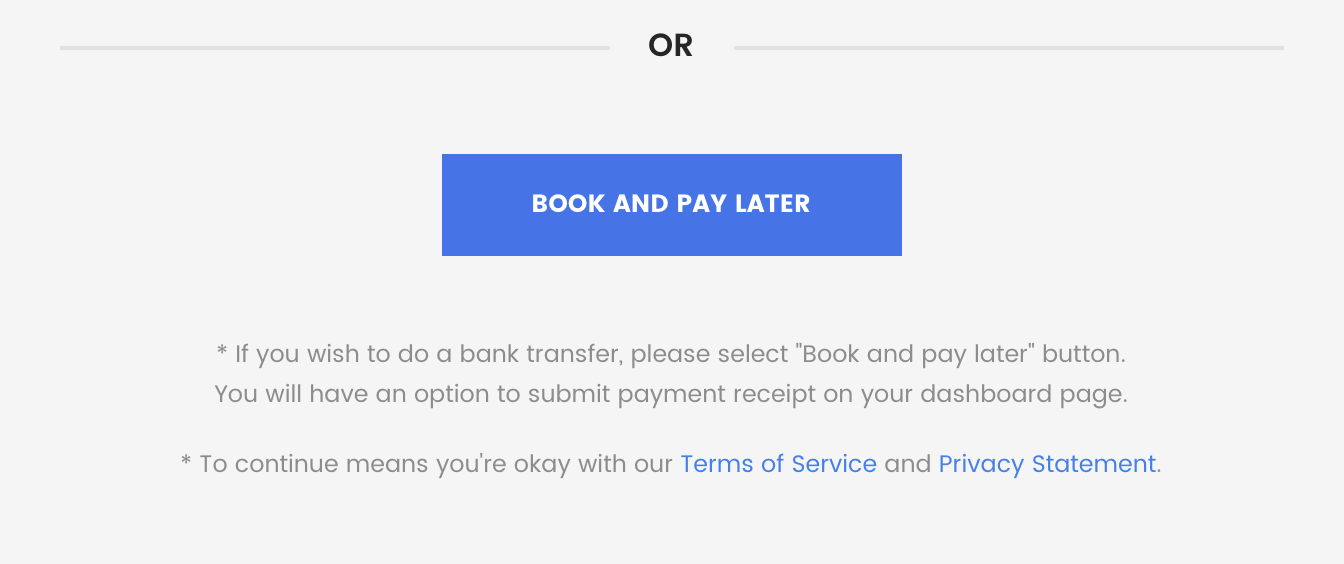 OR
BOOK AND PAY LATER
* If you wish to do a bank transfer, please select "Book and pay later" button.
You will have an option to submit payment receipt on your dashboard page.
* To continue means you're okay with our Terms of Service and Privacy Statement.